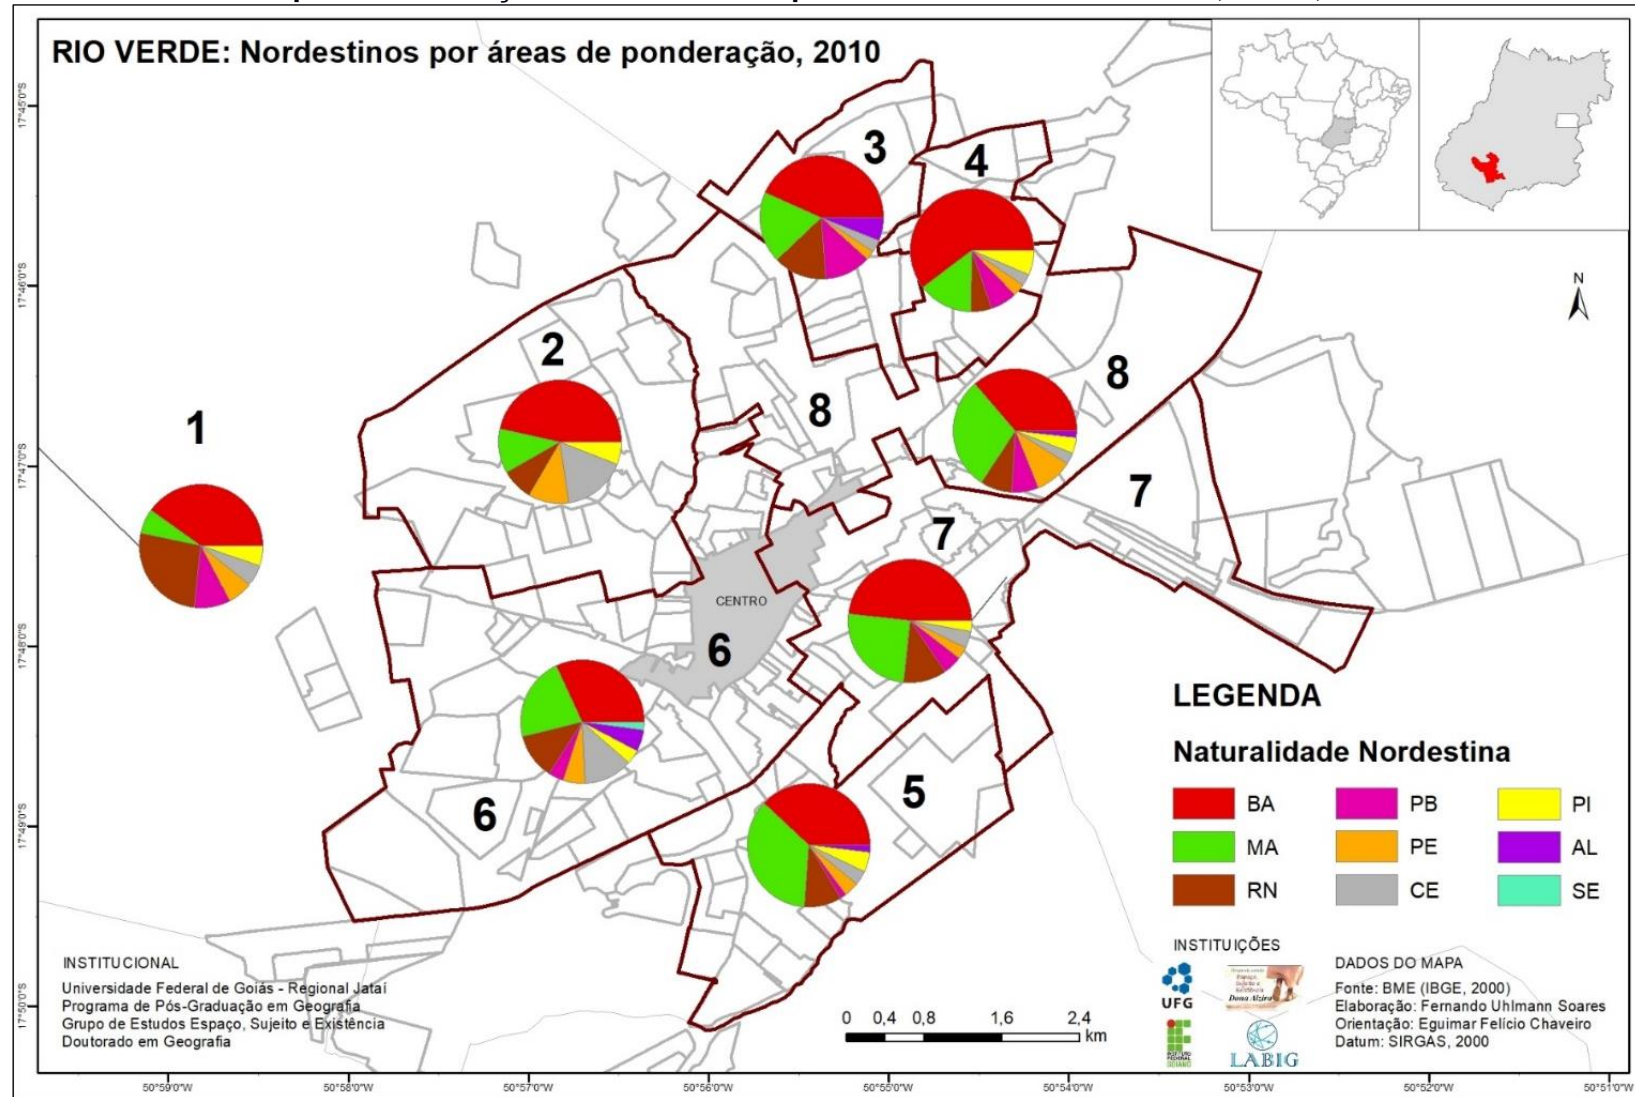 RIO VERDE: Nordestinos por áreas de ponderação, 2010
17°45'0"S
17°46'0"S
17°47'0"S
17°48'0"S
17°49'0"S
17°50'0"S
N
3
4
2
8
8
1
7
7
CENTRO
6
6
5
LEGENDA
Naturalidade Nordestina
BA
PB
PI
MA
PE
AL
RN
CE
SE
INSTITUCIONAL
Universidade Federal de Goiás - Regional Jataí
Programa de Pós-Graduação em Geografia
Grupo de Estudos Espaço, Sujeito e Existência
Doutorado em Geografia
0 0,4 0,8 1,6 2,4
km
INSTITUIÇÕES
UFG
Dona Alzira
INSTITUTO
FEDERAL
GOIANO
LABIG
DADOS DO MAPA
Fonte: BME (IBGE, 2000)
Elaboração: Fernando Uhlmann Soares
Orientação: Eguimar Felício Chaveiro
Datum: SIRGAS, 2000
50°59'0"W 50°58'0"W 50°57'0"W 50°56'0"W 50°55'0"W 50°54'0"W 50°53'0"W 50°52'0"W 50°51'0"W